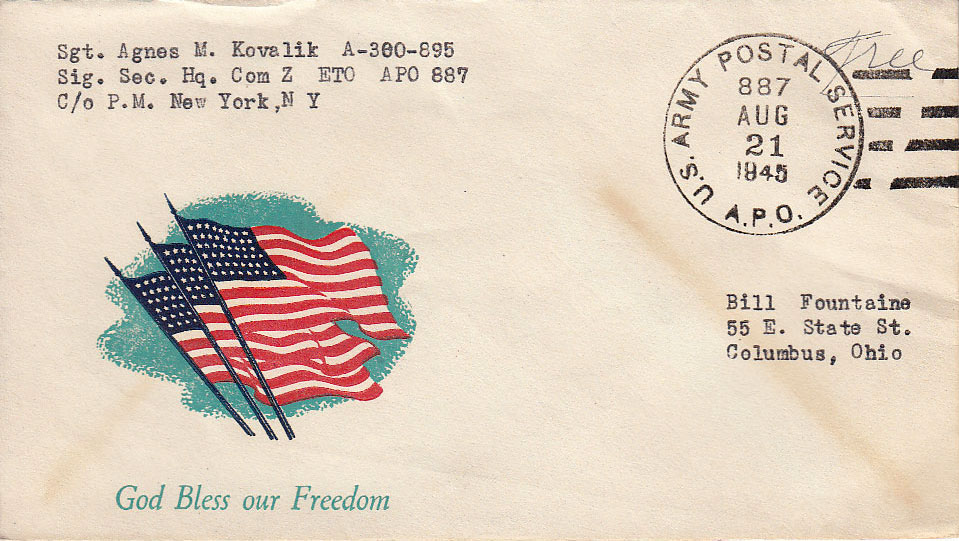 Sgt. Agnes M. Kovalik A-300-895
Sig. Sec. Hq. Com Z ETO APO 887
C/o P.M. New York,N Y
Free
U.S. ARMY POSTAL SERVICE
887
AUG
21
1945
A.P.O.
Bill Fountaine
55 E. State St.
Columbus, Ohio
God Bless our Freedom